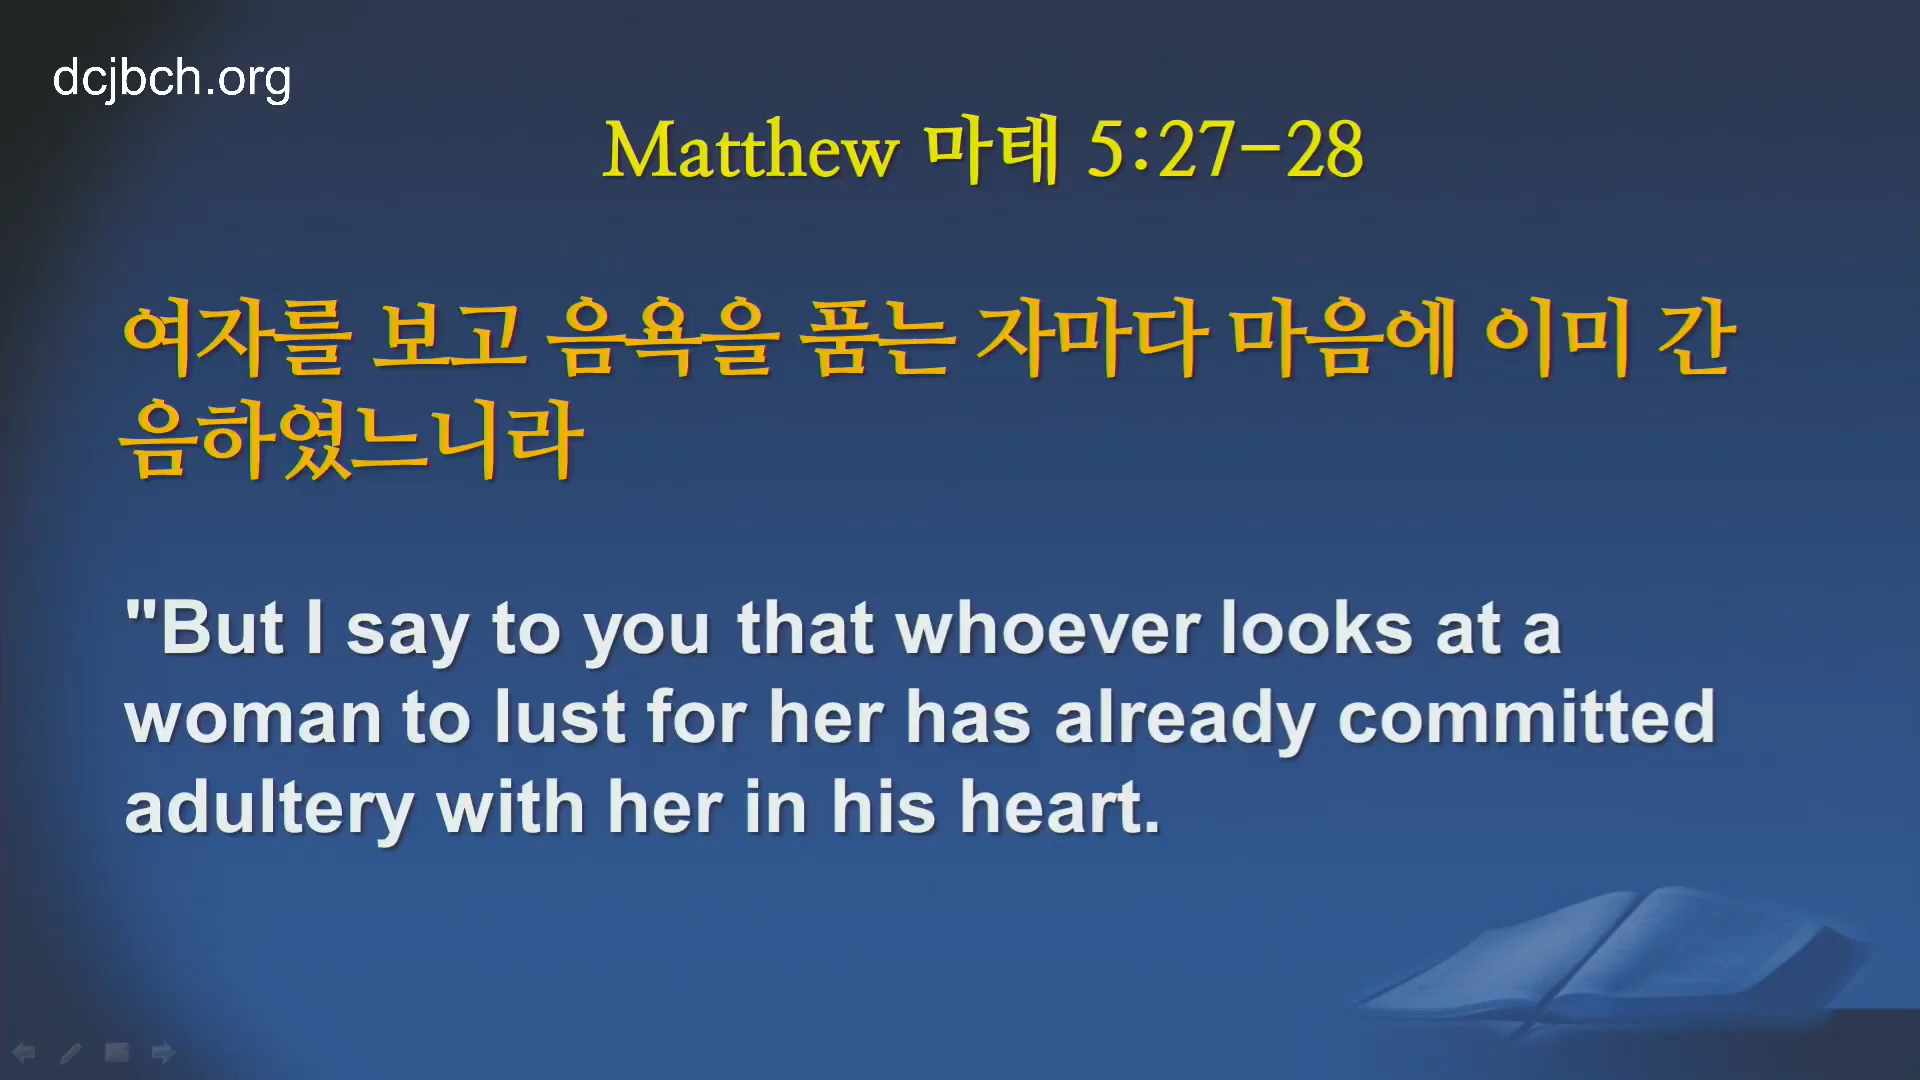 dcjbch.org
Matthew 마태 5:27-28
여자를 보고 음욕을 품는 자마다 마음에 이미 간
음하였느니라
"But I say to you that whoever looks at a
woman to lust for her has already committed
adultery with her in his heart.